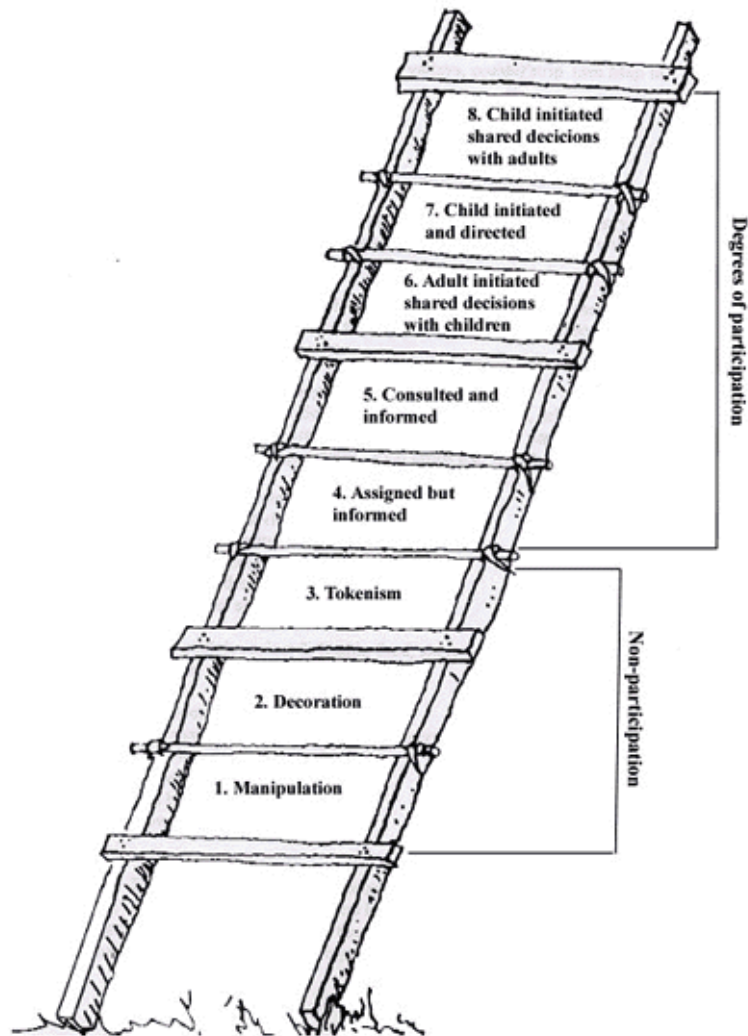 8. Child initiated
shared decicions
with adults
7. Child initiated
and directed
6. Adult initiated
shared decisions
with children
5. Consulted and
informed
4. Assigned but
informed
3. Tokenism
2. Decoration
1. Manipulation
Degrees of participation
Non-participation